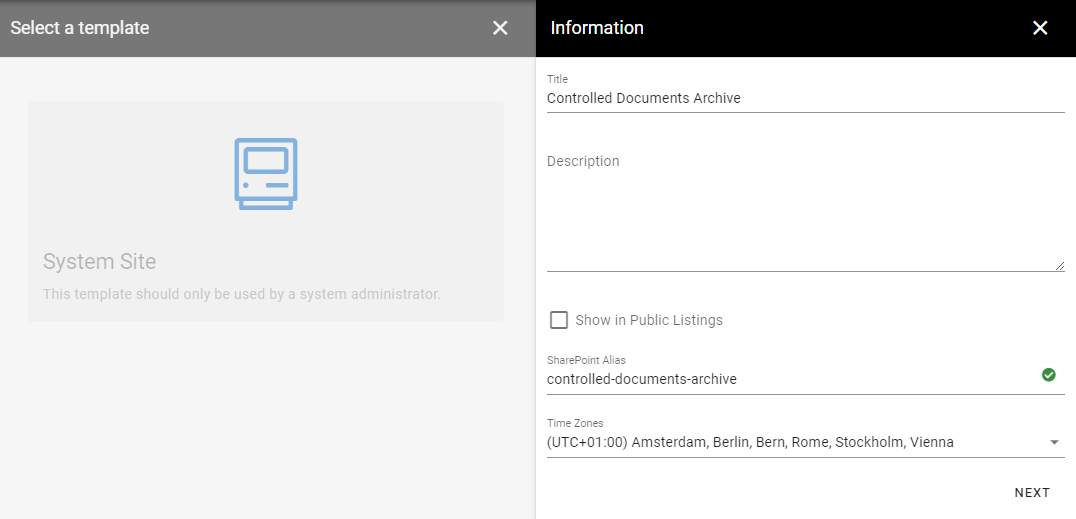 Select a template
System Site
This template should only be used by a system administrator.
Information
Title
Controlled Documents Archive
Description
Show in Public Listings
SharePoint Alias
controlled-documents-archive
Time Zones
(UTC+01:00) Amsterdam, Berlin, Bern, Rome, Stockholm, Vienna
NEXT